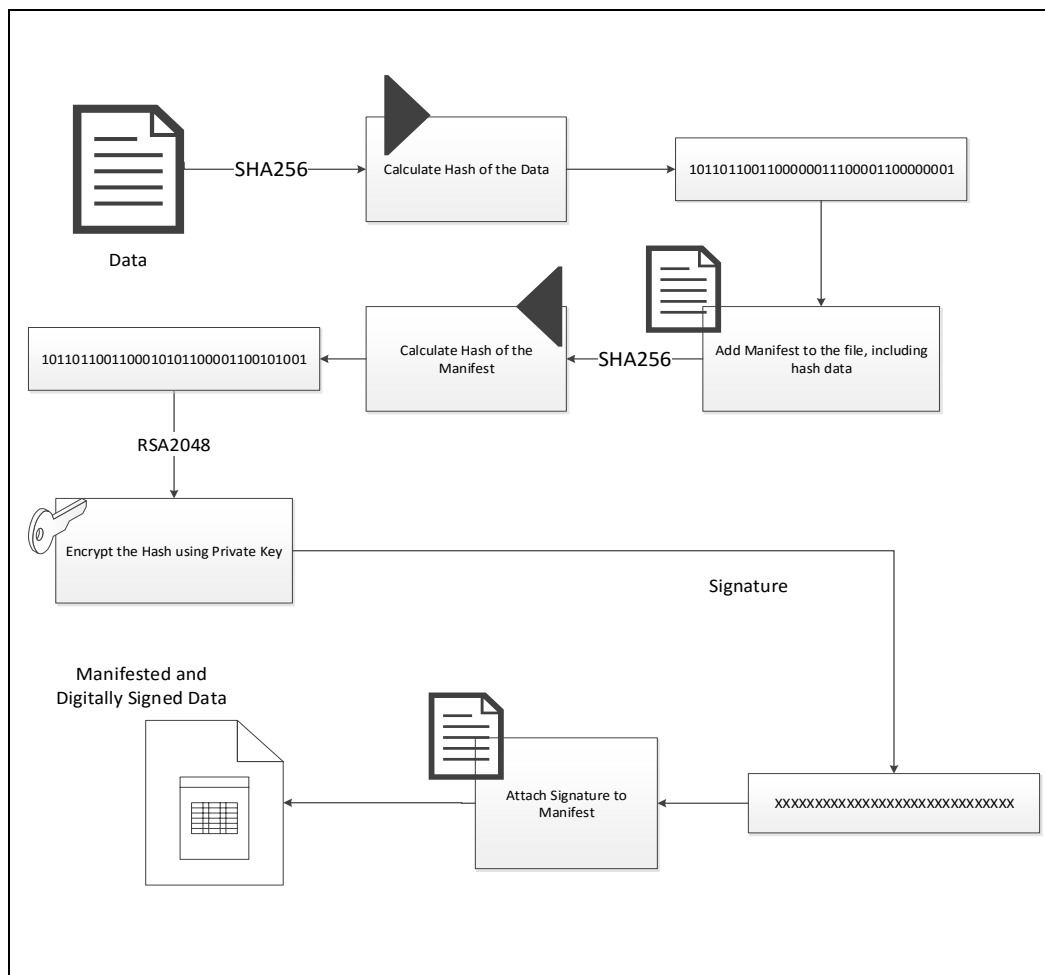 SHA256
Calculate Hash of the Data
10110110011000000111000011000000001
Data
Add Manifest to the file, including
hash data
SHA256
Calculate Hash of the
Manifest
1011011001100010101100001100101001
RSA2048
Encrypt the Hash using Private Key
Signature
Manifested and
Digitally Signed Data
Attach Signature to
Manifest
XXXXXXXXXXXXXXXXXXXXXXXXXXXXXX